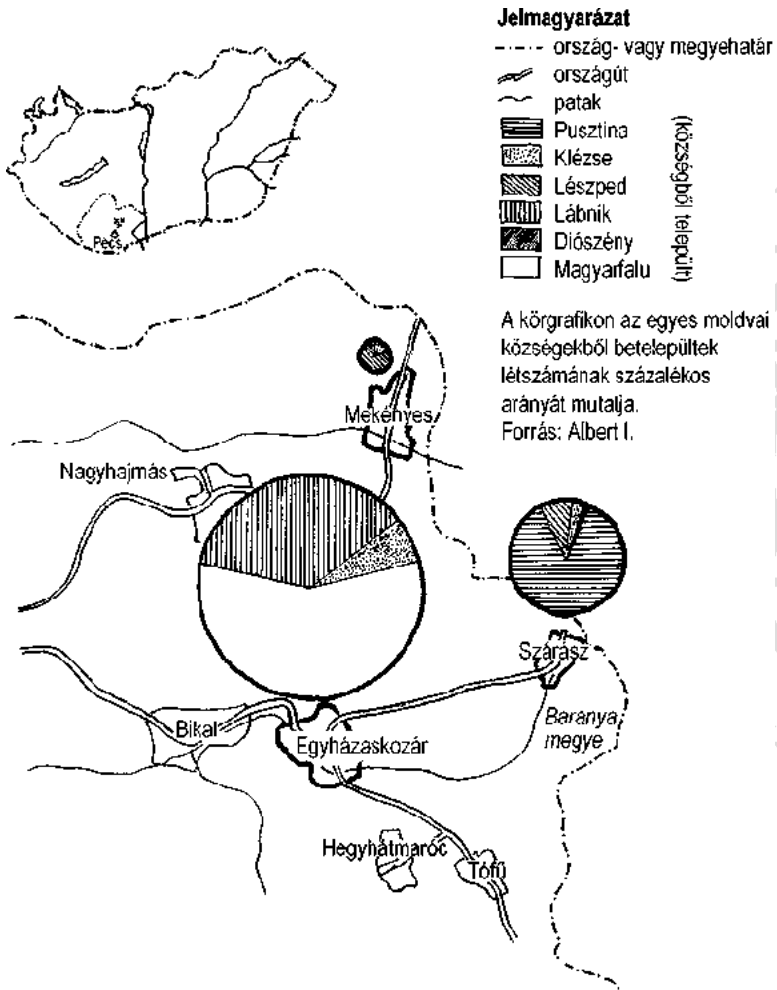 Jelmagyarázat
ország- vagy megyehatár
országút
patak
Pusztina
Klézse
Lészped
Lábnik
Diószény
Magyarfalu
(községből települt)
A körgrafikon az egyes moldvai
községekből betelepültek
létszámának százalékos
arányát mutatja.
Forrás: Albert I.
Pécs
Mekényes
Nagyhajmás
Szárász
Baranya
megye
Bikal
Egyházaskozár
Hegyhátmaróc
Tófű